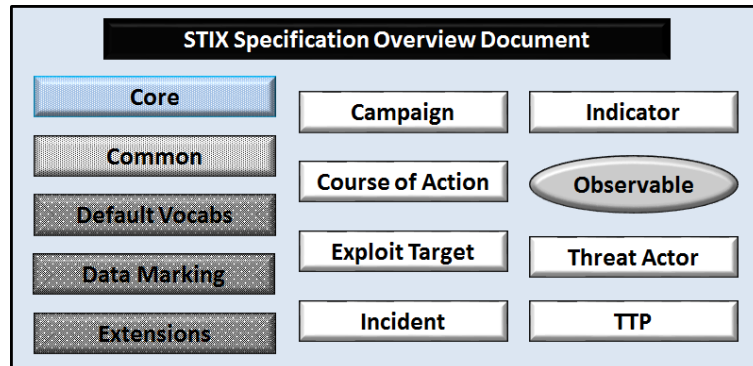 STIX Specification Overview Document
Core
Common
Default Vocabs
Data Marking
Extensions
Campaign
Course of Action
Exploit Target
Incident
Indicator
Observable
Threat Actor
TTP